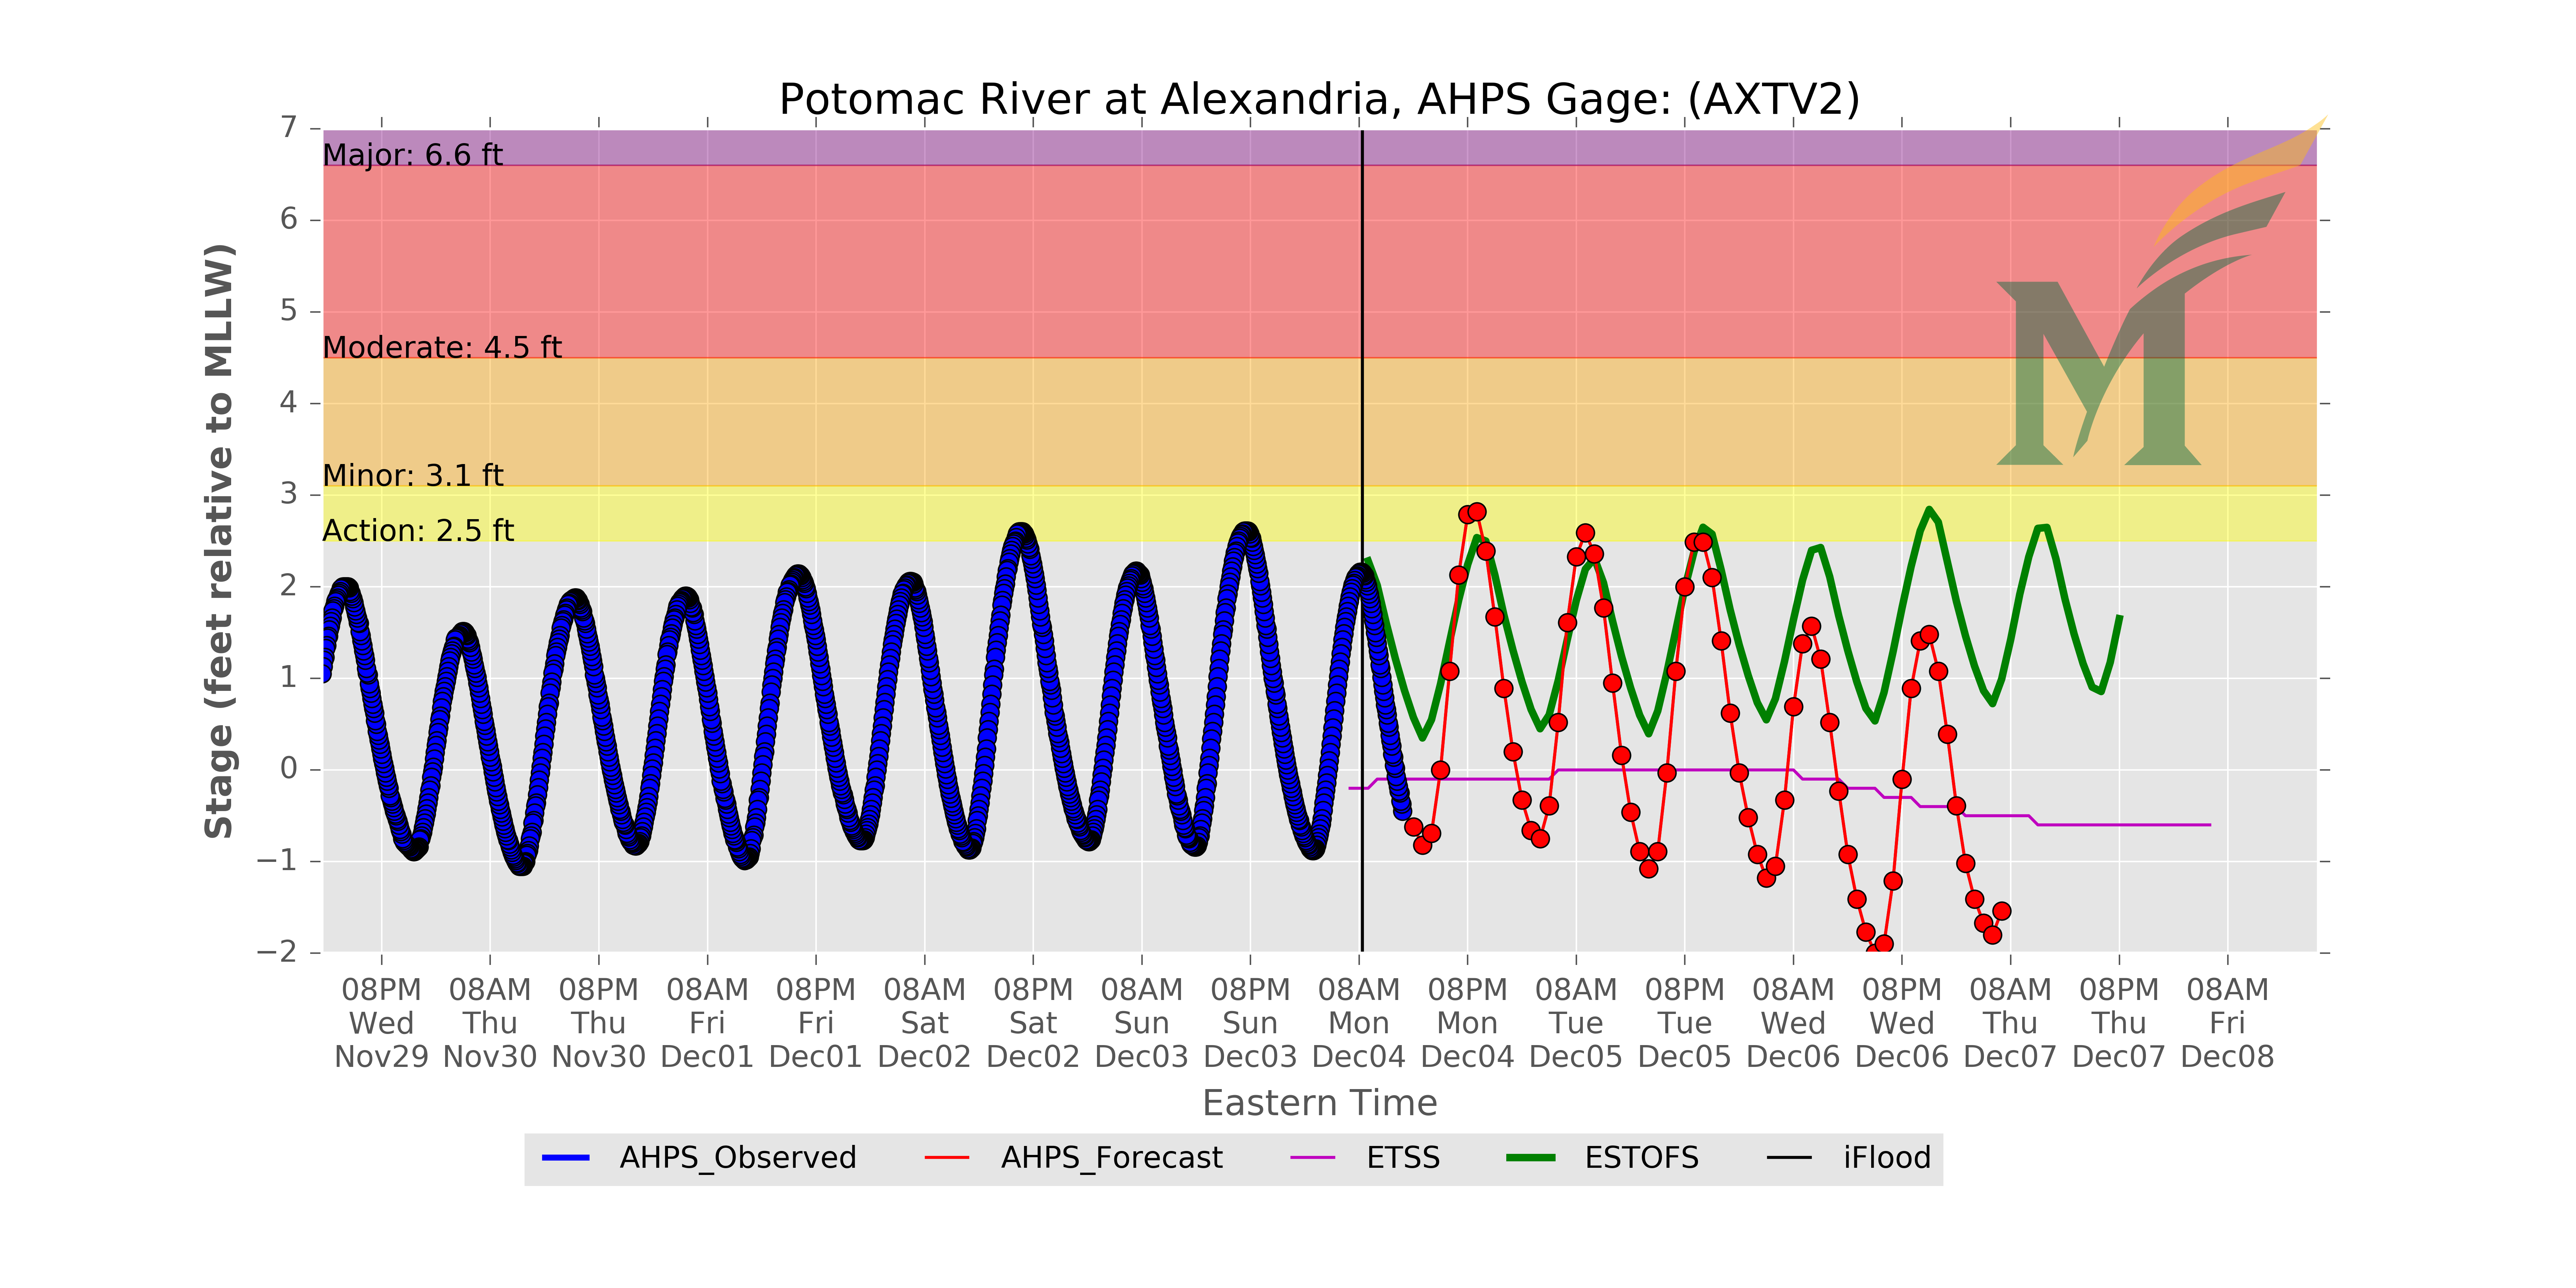 Potomac River at Alexandria, AHPS Gage: (AXTV2)
Stage (feet relative to MLLW)
7
6
5
4
3
2
1
0
−1
−2
Major: 6.6 ft
Moderate: 4.5 ft
Minor: 3.1 ft
Action: 2.5 ft
08PM 08AM 08PM 08AM 08PM 08AM 08PM 08AM 08PM 08AM 08PM 08AM 08PM 08AM 08PM 08AM 08PM 08AM
Wed Thu Thu Fri Fri Sat Sat Sun Sun Mon Mon Tue Tue Wed Wed Thu Thu Fri
Nov29 Nov30 Nov30 Dec01 Dec01 Dec02 Dec02 Dec03 Dec03 Dec04 Dec04 Dec05 Dec05 Dec06 Dec06 Dec07 Dec07 Dec08
Eastern Time
AHPS_Observed AHPS_Forecast ETSS ESTOFS iFlood
M